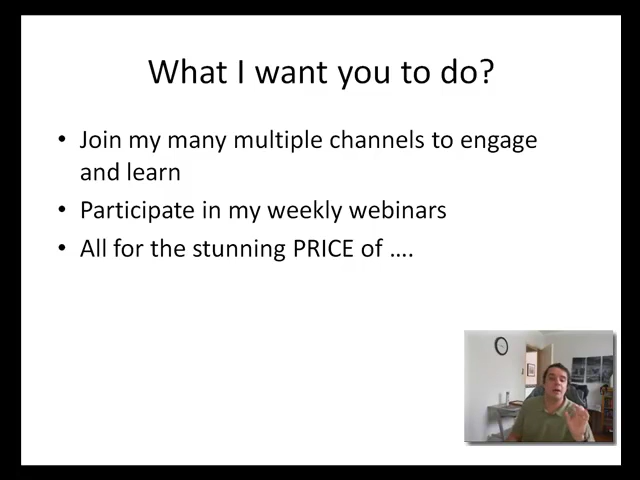 What I want you to do?
• Join my many multiple channels to engage
and learn
• Participate in my weekly webinars
• All for the stunning PRICE of ....